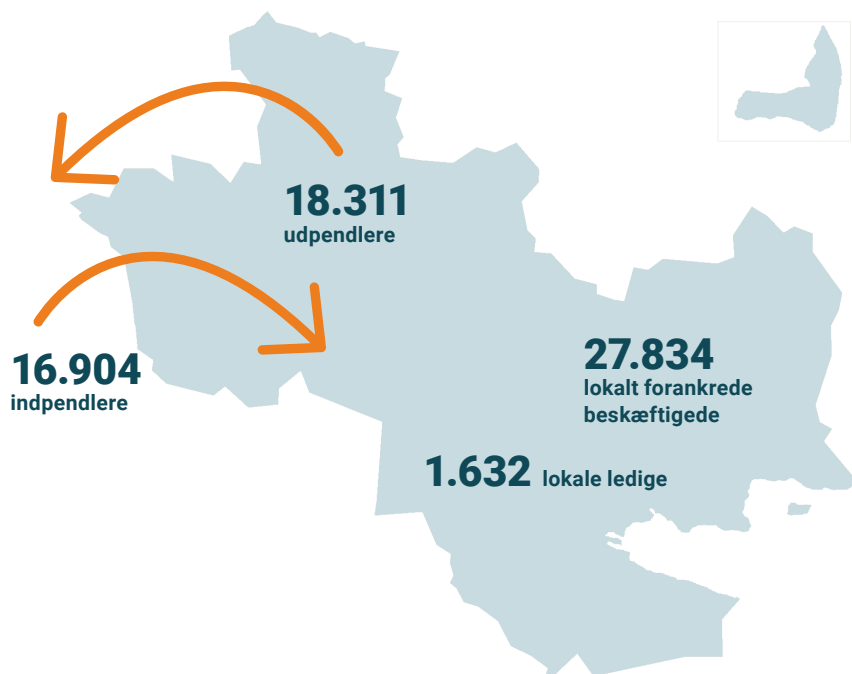 18.311
udpendlere
16.904
indpendlere
27.834
lokalt forankrede
beskæftigede
1.632 lokale ledige